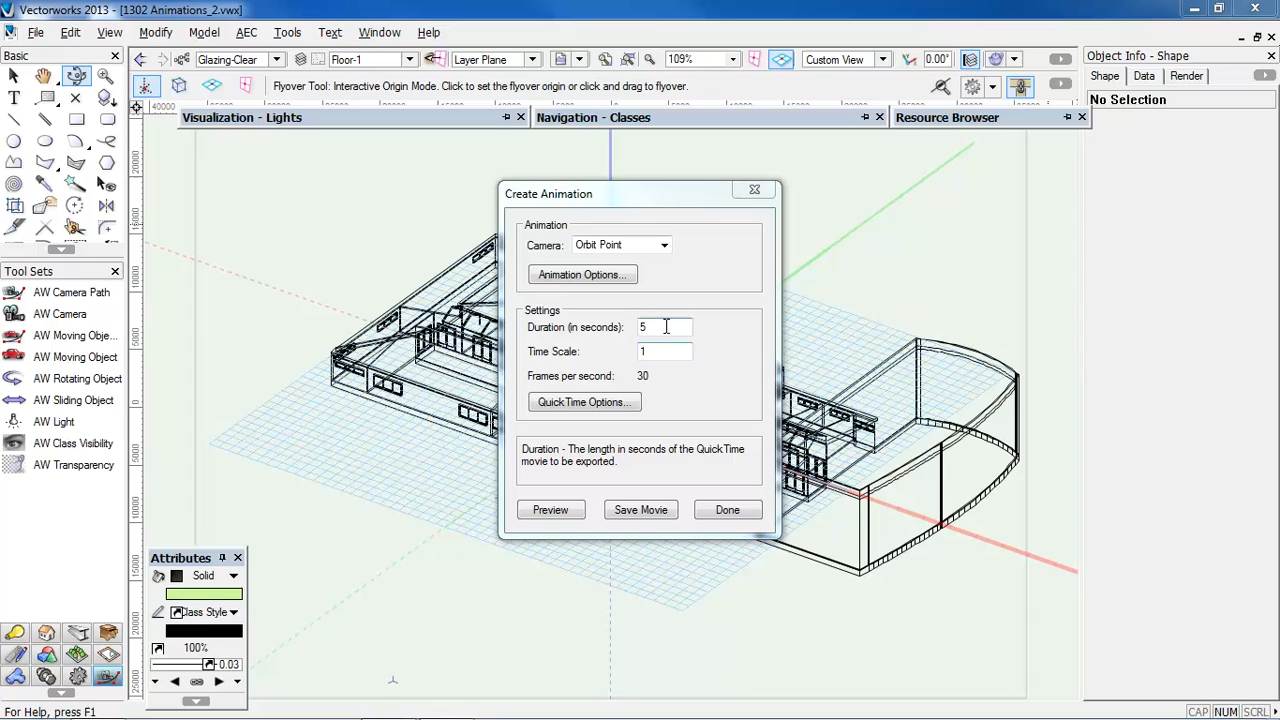 Vectorworks 2013 - [1302 Animations_2.vwx]
File Edit View Modify Model AEC Tools Text Window Help
Basic
Glazing-Clear
Floor-1
Layer Plane
109%
Custom View
0.00°
Flyover
Interactive Origin Mode. Click to set the flyover origin or click and drag to flyover.
Object Info - Shape
Shape Data Render
No Selection
40000
Visualization - Lights
Navigation - Classes
Resource Browser
Tool Sets
AW Camera Path
AW Camera
AW Moving Obje...
AW Moving Object
AW Rotating Object
AW Sliding Object
AW Light
AW Class Visibility
AW Transparency
Create Animation
Animation
Camera: Orbit Point
Animation Options...
Settings
Duration (in seconds): 5
Time Scale: 1
Frames per second: 30
QuickTime Options...
Duration - The length in seconds of the QuickTime
movie to be exported.
Preview Save Movie Done
Attributes
Solid
Class Style
100%
0.03
For Help, press F1
CAP NUM SCRL